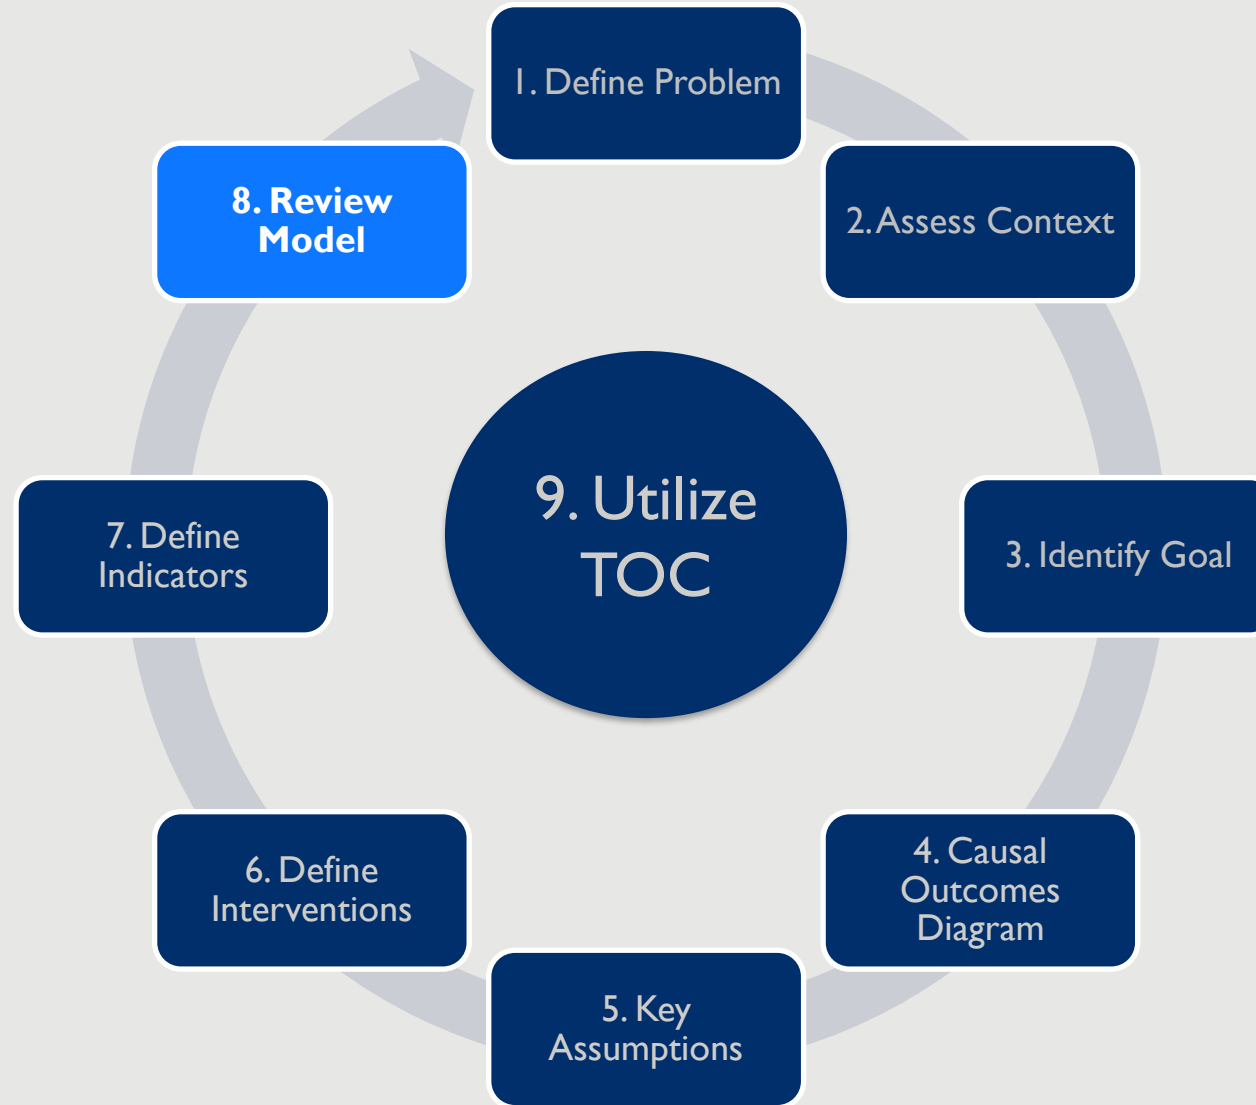 1. Define Problem
2. Assess Context
3. Identify Goal
4. Causal
Outcomes
Diagram
5. Key
Assumptions
6. Define
Interventions
7. Define
Indicators
8. Review
Model
9. Utilize
TOC